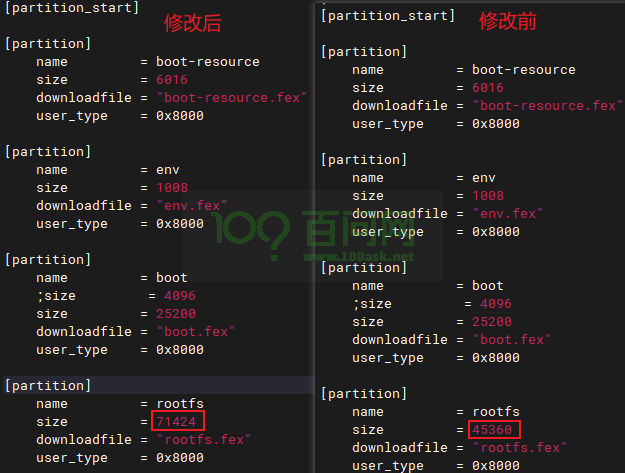 [partition_start]
修改后
[partition]
name = boot-resource
size = 6016
downloadfile = "boot-resource.fex"
user_type = 0x8000
[partition]
name = env
size = 1008
downloadfile = "env.fex"
user_type = 0x8000
[partition]
name = boot
;size = 4096
size = 25200
downloadfile = "boot.fex"
user_type = 0x8000
[partition]
name = rootfs
size = 71424
downloadfile = "rootfs.fex"
user_type = 0x8000
[partition_start]
修改前
[partition]
name = boot-resource
size = 6016
downloadfile = "boot-resource.fex"
user_type = 0x8000
[partition]
name = env
size = 1008
downloadfile = "env.fex"
user_type = 0x8000
[partition]
name = boot
;size = 4096
size = 25200
downloadfile = "boot.fex"
user_type = 0x8000
[partition]
name = rootfs
size = 45360
downloadfile = "rootfs.fex"
user_type = 0x8000
百问网
www.100ask.net